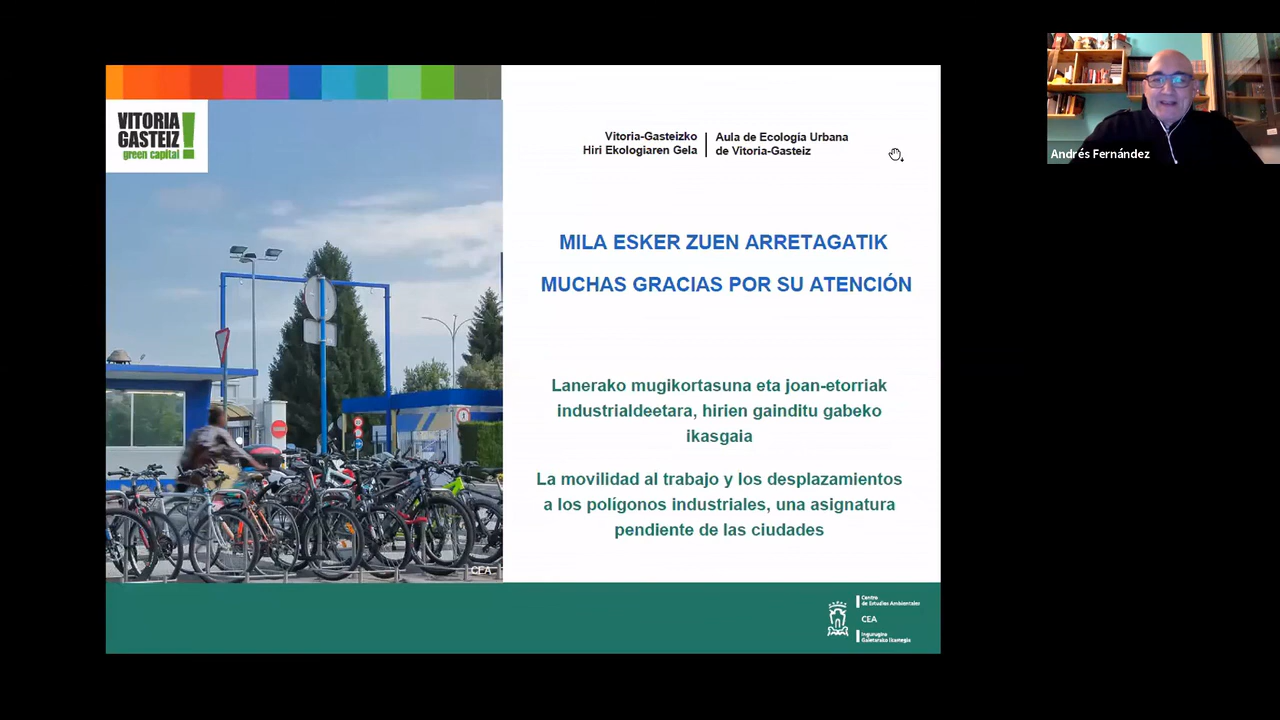 VITORIA
GASTEIZ
green capital
Vitoria-Gasteizko
Hiri Ekologiaren Gela
Aula de Ecología Urbana
de Vitoria-Gasteiz
MILA ESKER ZUEN ARRETAGATIK
MUCHAS GRACIAS POR SU ATENCIÓN
Lanerako mugikortasuna eta joan-etorriak
industrialdeetara, hirien gainditu gabeko
ikasgaia
La movilidad al trabajo y los desplazamientos
a los polígonos industriales, una asignatura
pendiente de las ciudades
CEA
Centro
de Estudios Ambientales
CEA
Ingurugiro
Gaietarako Ikastegia
Andrés Fernández